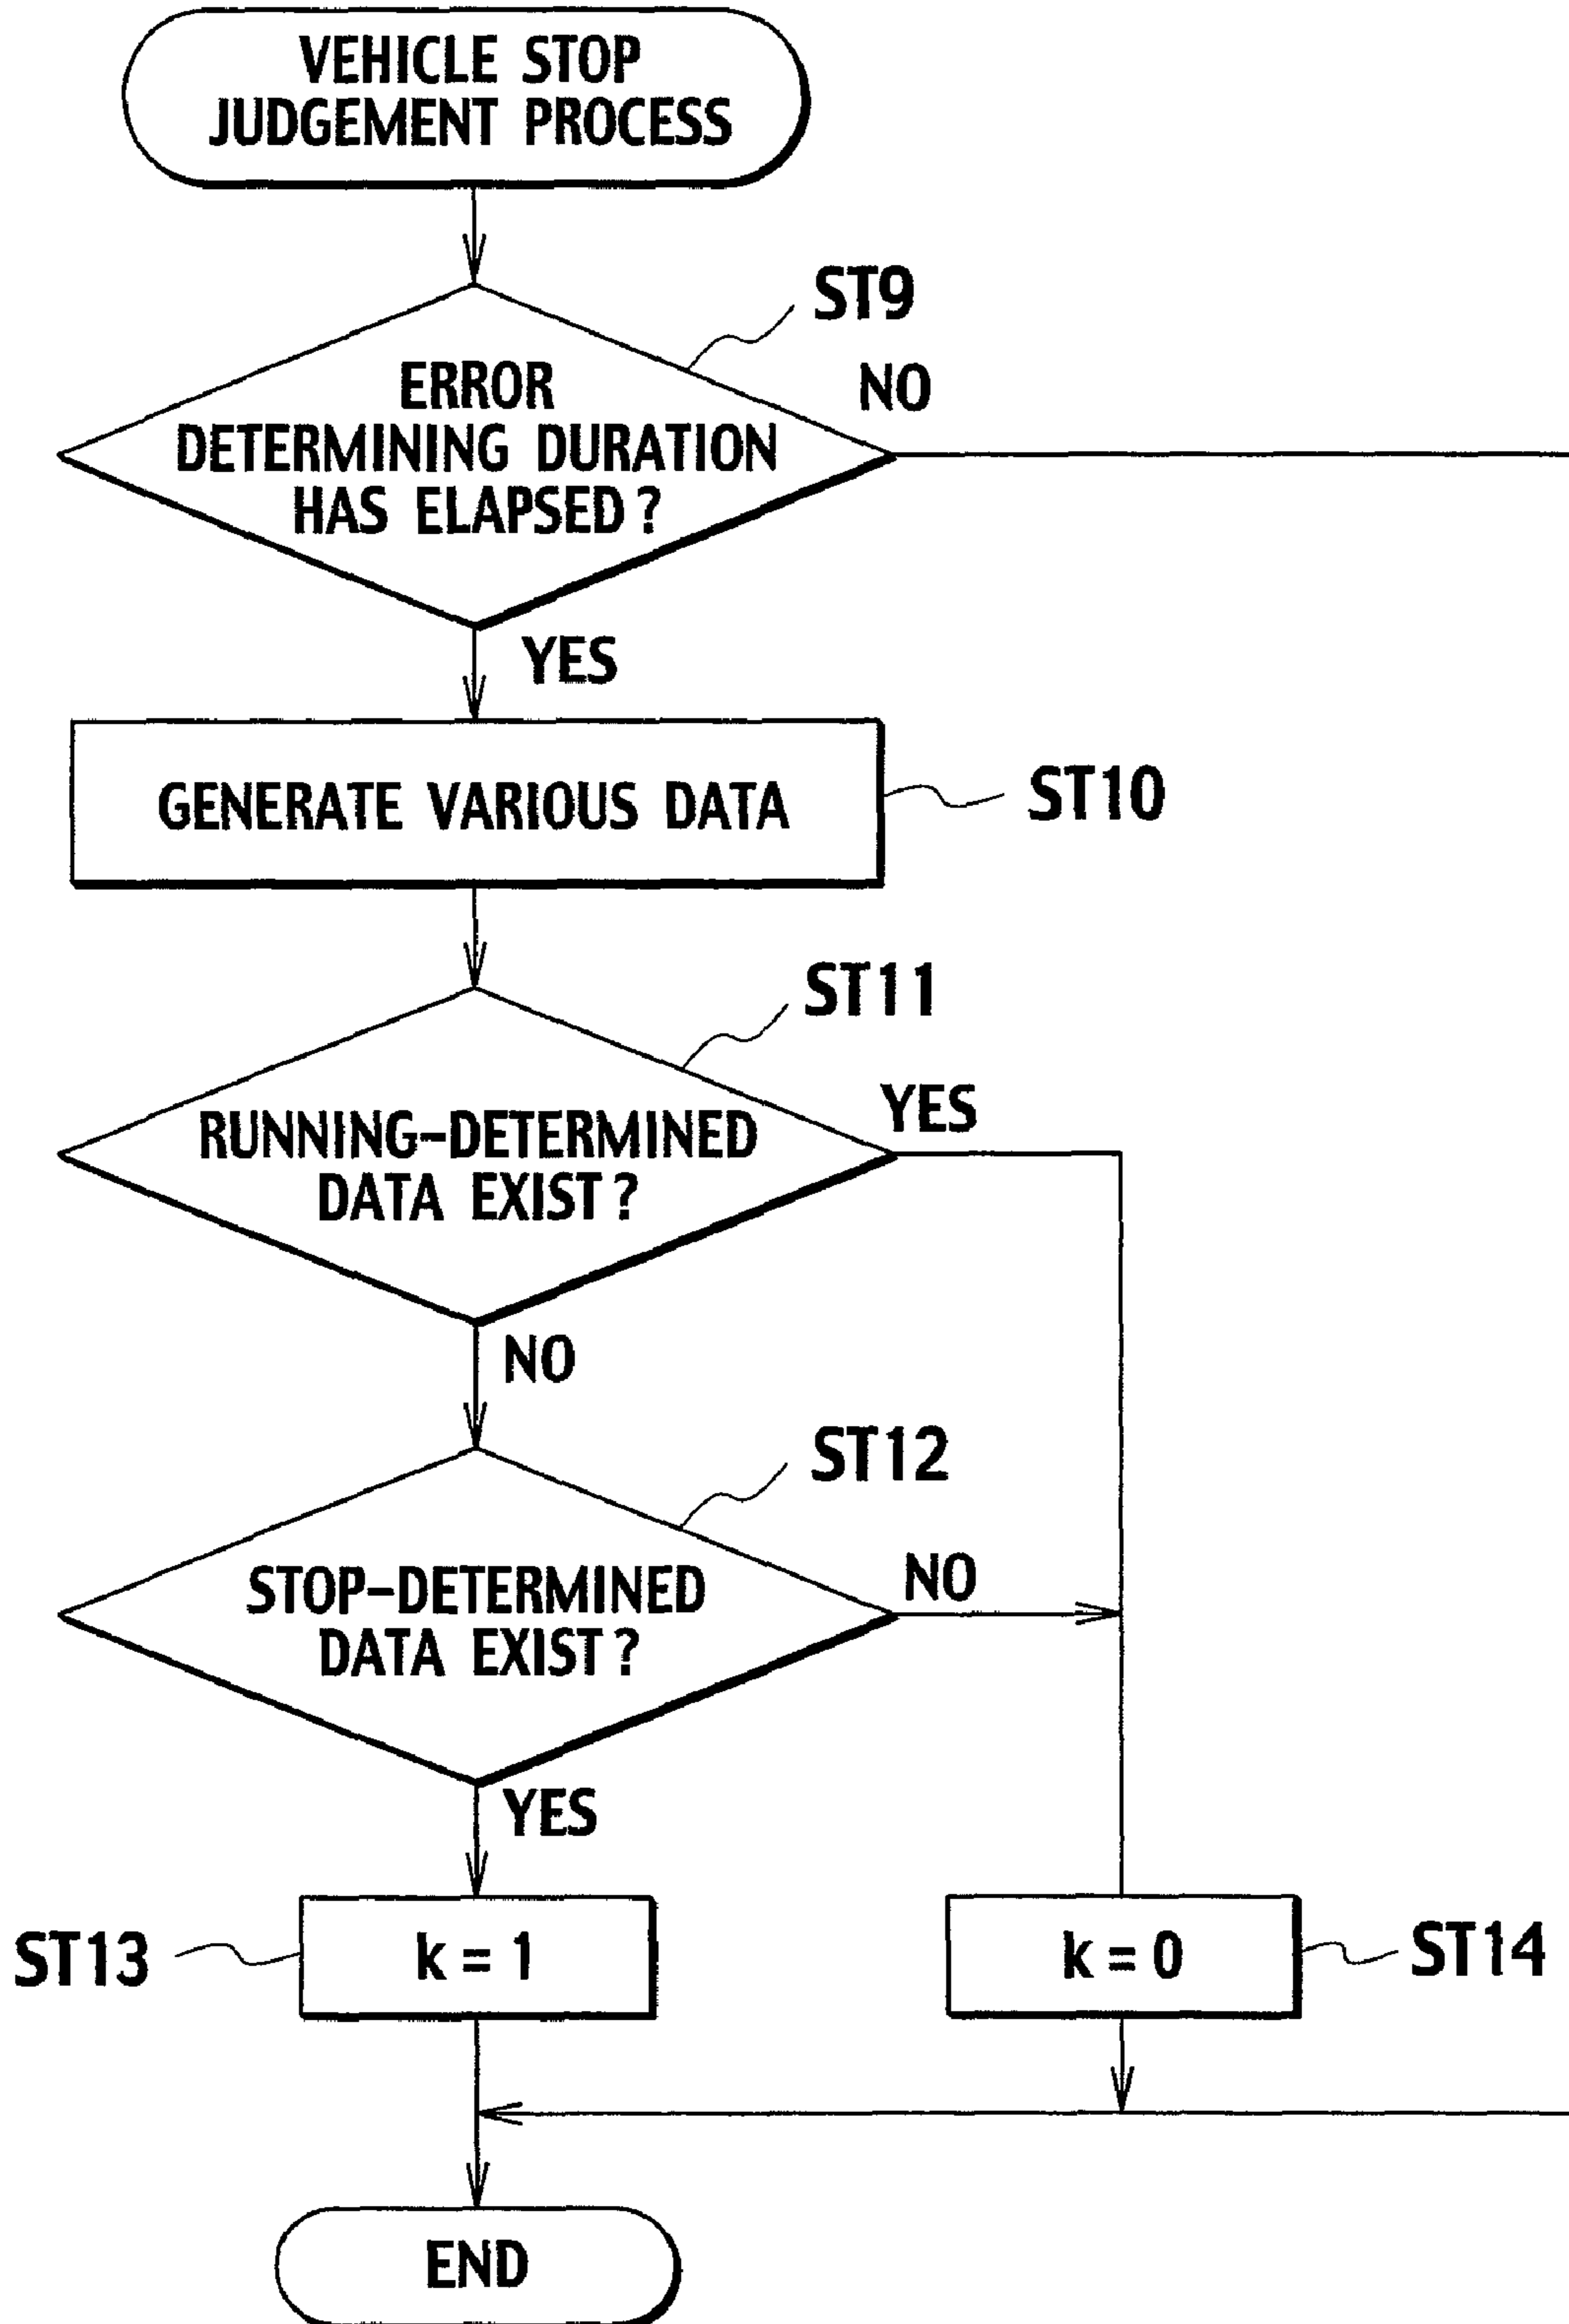 VEHICLE STOP
JUDGEMENT PROCESS
ST9
ERROR
DETERMINING DURATION
HAS ELAPSED?
NO
YES
GENERATE VARIOUS DATA
ST10
ST11
RUNNING-DETERMINED
DATA EXIST?
YES
NO
ST12
STOP-DETERMINED
DATA EXIST?
NO
YES
ST13
k = 1
k = 0
ST14
END